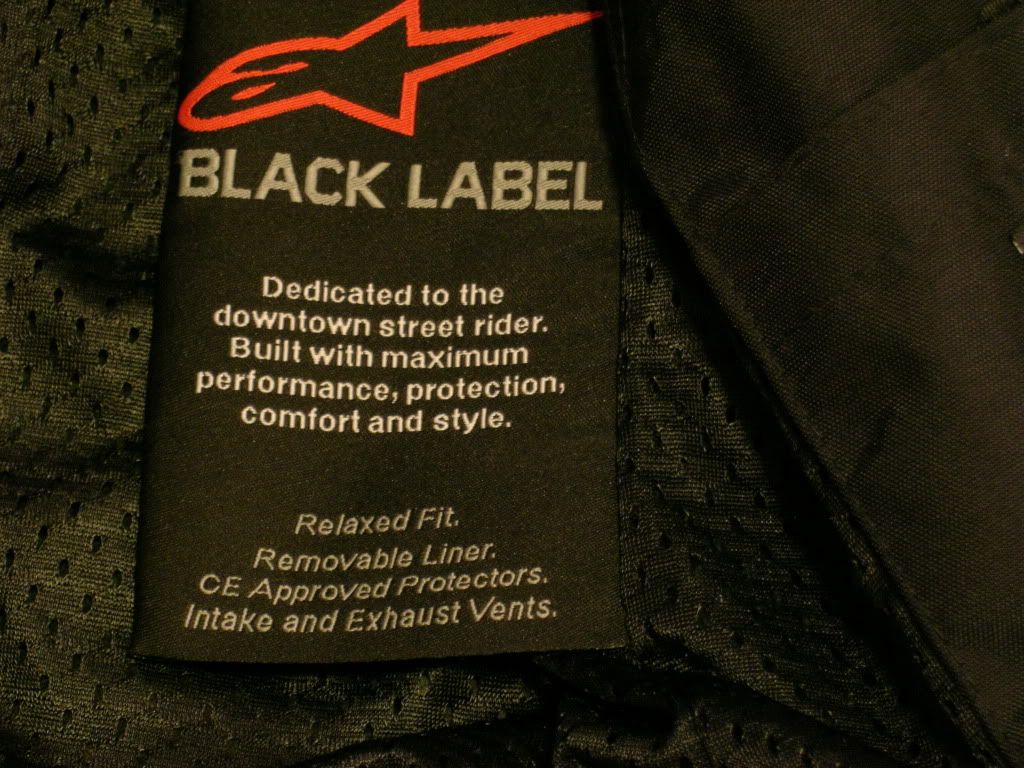 BLACK LABEL
Dedicated to the
downtown street rider.
Built with maximum
performance, protection,
comfort and style.
Relaxed Fit.
Removable Liner.
CE Approved Protectors.
Intake and Exhaust Vents.